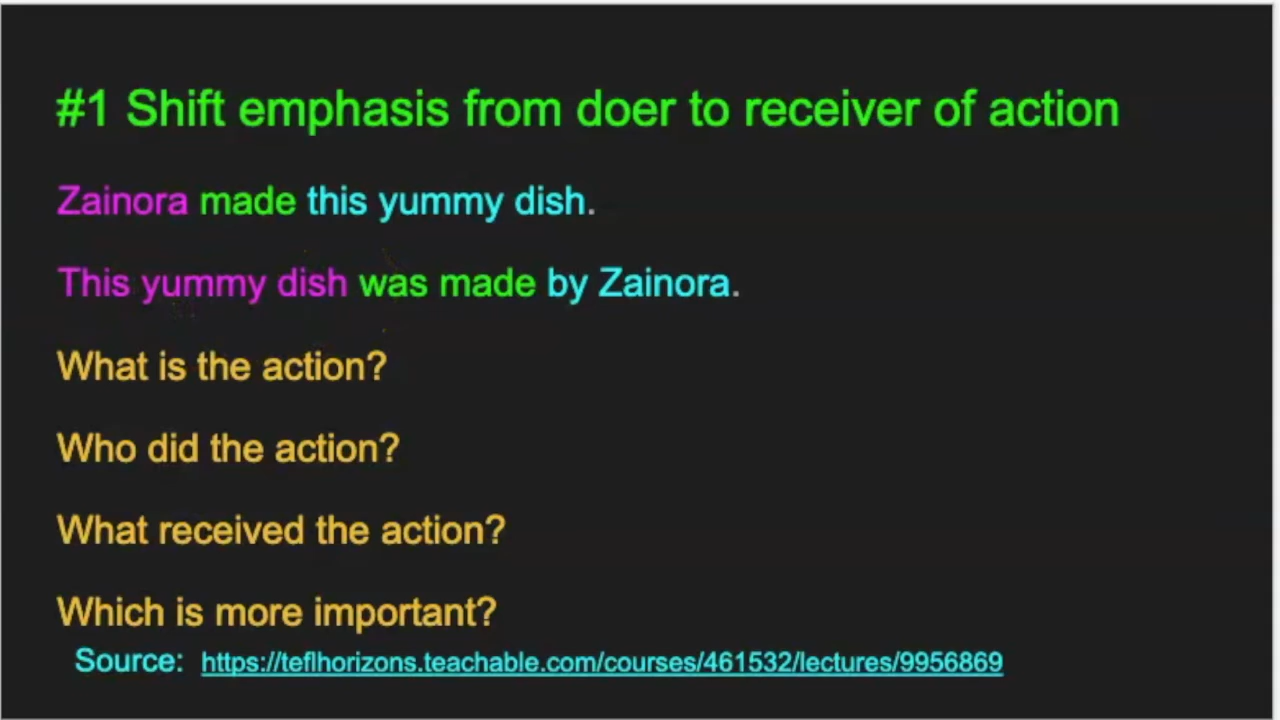 #1 Shift emphasis from doer to receiver of action
Zainora made this yummy dish.
This yummy dish was made by Zainora.
What is the action?
Who did the action?
What received the action?
Which is more important?
Source: https://teflhorizons.teachable.com/courses/461532/lectures/9956869